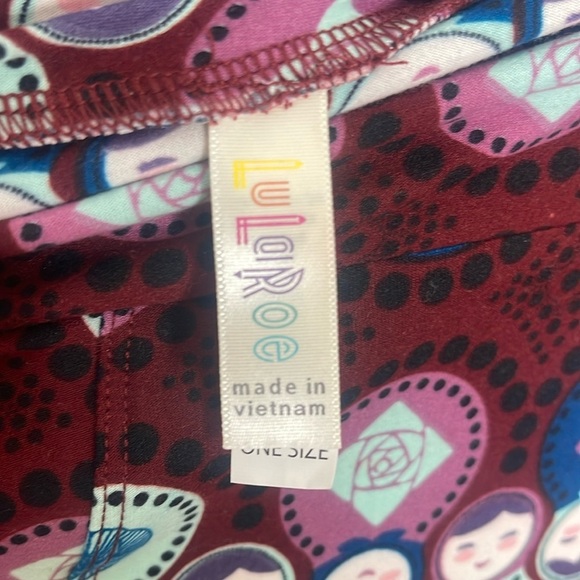 LuLaRoe
made in
vietnam
ONE SIZE